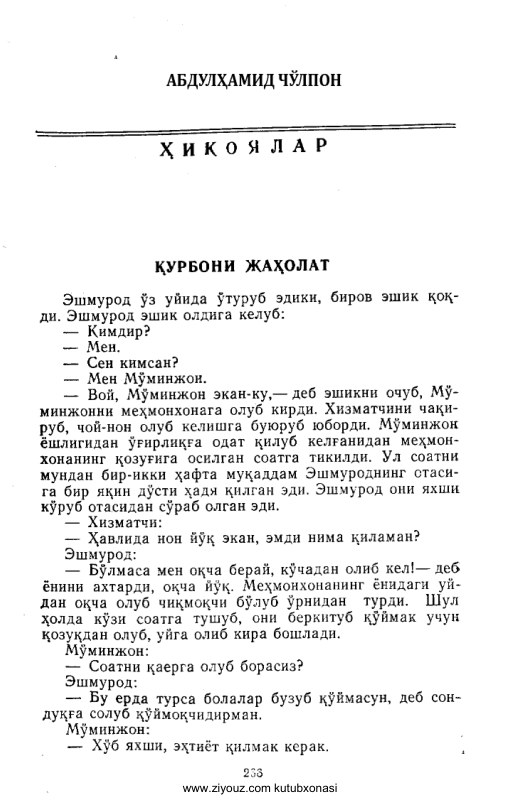 АБДУЛҲАМИД ЧЎЛПОН
ҲИКОЯЛАР
ҚУРБОНИ ЖАҲОЛАТ
Эшмурод ўз уйида ўтуруб эдики, биров эшик қоқ-
ди. Эшмурод эшик олдига келуб:
— Кимдир?
— Мен.
— Сен кимсан?
— Мен Мўминжон.
— Вой, Мўминжон экан-ку,— деб эшикни очуб, Мў-
минжонни меҳмонхонага олуб кирди. Хизматчини чақи-
руб, чой-нон олуб келишга буюруб юборди. Мўминжон
ёшлигидан ўғирлиқға одат қилуб келганидан меҳмон-
хонанинг қозуғига осилган соатга тикилди. Ул соатни
мундан бир-икки ҳафта муқаддам Эшмуроднинг отаси-
га бир яқин дўсти ҳадя қилган эди. Эшмурод они яхши
кўруб отасидан сўраб олган эди.
— Хизматчи:
— Ҳавлида нон йўқ экан, эмди нима қиламан?
Эшмурод:
— Бўлмаса мен оқча берай, кўчадан олиб кел!— деб
ёнини ахтарди, оқча йўқ. Меҳмонхонанинг ёнидаги уй-
дан оқча олуб чиқмоқчи бўлуб ўрнидан турди. Шул
ҳолда кўзи соатга тушуб, они беркитуб қўймак учун
қозуқдан олуб, уйга олиб кира бошлади.
Мўминжон:
— Соатни қаерга олуб борасиз?
Эшмурод:
— Бу ерда турса болалар бузуб қўймасун, деб сон-
дуқға солуб қўймоқчидирман.
Мўминжон:
— Хўб яхши, эҳтиёт қилмак керак.
www.ziyouz.com kutubxonasi